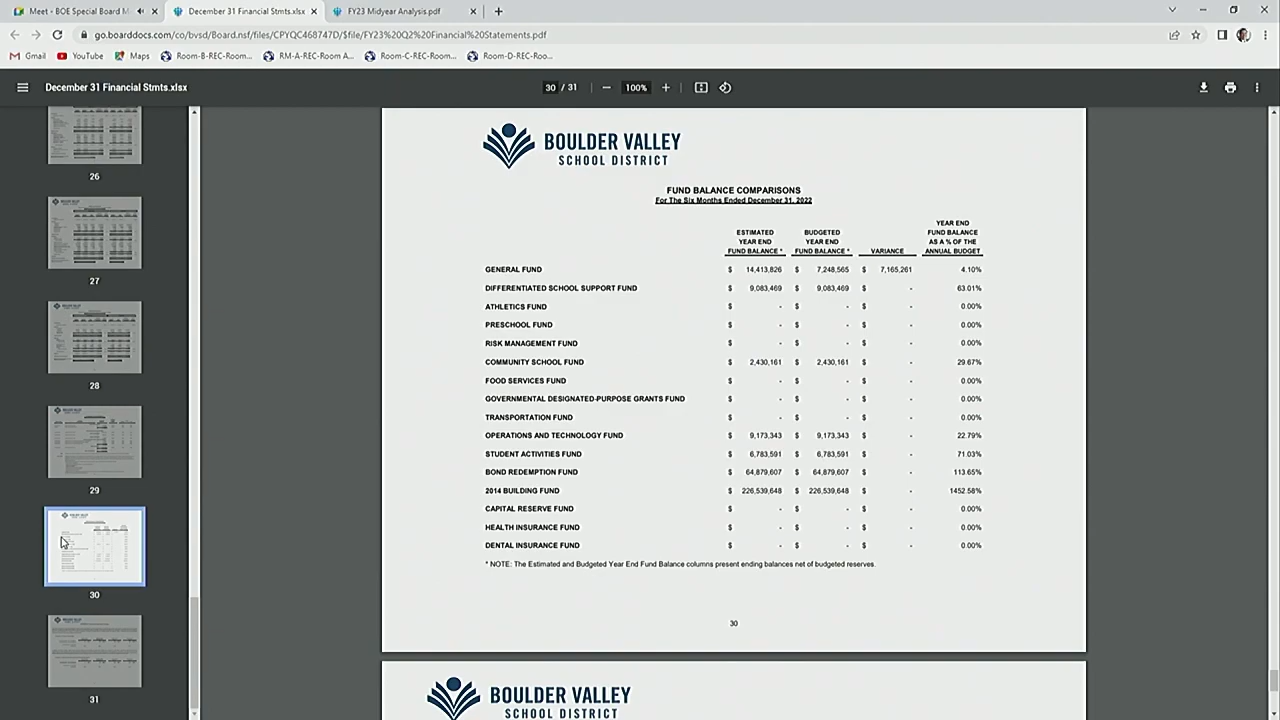 Meet - BOE Special Board M
December 31 Financial Stmts.xlsx
FY23 Midyear Analysis.pdf
go.boarddocs.com/co/bvsd/Board.nsf/files/CPYQC468747D/$file/FY23%20Q2%20Financial%20Statements.pdf
Gmail YouTube Maps Room-B-REC-Room... RM-A-REC-Room A... Room-C-REC-Room... Room-D-REC-Roo...
December 31 Financial Stmts.xlsx 30 / 31 100%
26
27
28
29
30
31
BOULDER VALLEY
SCHOOL DISTRICT
FUND BALANCE COMPARISONS
For The Six Months Ended December 31, 2022
ESTIMATED YEAR END FUND BALANCE * BUDGETED YEAR END FUND BALANCE * VARIANCE YEAR END FUND BALANCE AS A % OF THE ANNUAL BUDGET
GENERAL FUND $ 14,413,826 $ 7,248,565 $ 7,165,261 4.10%
DIFFERENTIATED SCHOOL SUPPORT FUND $ 9,083,469 $ 9,083,469 $ - 63.01%
ATHLETICS FUND $ - $ - $ - 0.00%
PRESCHOOL FUND $ - $ - $ - 0.00%
RISK MANAGEMENT FUND $ - $ - $ - 0.00%
COMMUNITY SCHOOL FUND $ 2,430,161 $ 2,430,161 $ - 29.67%
FOOD SERVICES FUND $ - $ - $ - 0.00%
GOVERNMENTAL DESIGNATED-PURPOSE GRANTS FUND $ - $ - $ - 0.00%
TRANSPORTATION FUND $ - $ - $ - 0.00%
OPERATIONS AND TECHNOLOGY FUND $ 9,173,343 $ 9,173,343 $ - 22.79%
STUDENT ACTIVITIES FUND $ 6,783,591 $ 6,783,591 $ - 71.03%
BOND REDEMPTION FUND $ 64,879,607 $ 64,879,607 $ - 113.65%
2014 BUILDING FUND $ 226,539,648 $ 226,539,648 $ - 1452.58%
CAPITAL RESERVE FUND $ - $ - $ - 0.00%
HEALTH INSURANCE FUND $ - $ - $ - 0.00%
DENTAL INSURANCE FUND $ - $ - $ - 0.00%
* NOTE: The Estimated and Budgeted Year End Fund Balance columns present ending balances net of budgeted reserves.
30
BOULDER VALLEY
SCHOOL DISTRICT